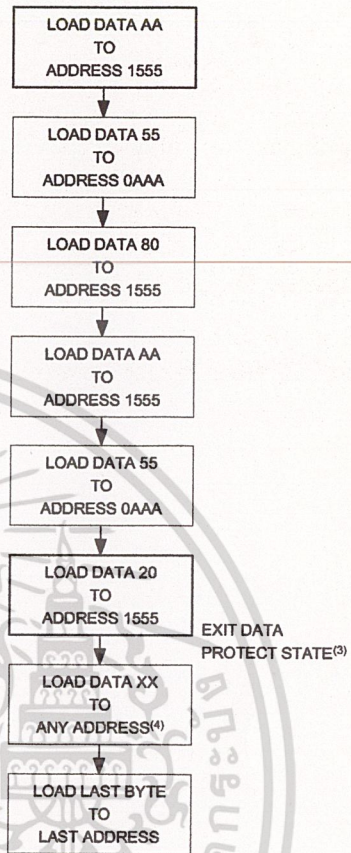 LOAD DATA AA
TO
ADDRESS 1555
LOAD DATA 55
TO
ADDRESS 0AAA
LOAD DATA 80
TO
ADDRESS 1555
LOAD DATA AA
TO
ADDRESS 1555
LOAD DATA 55
TO
ADDRESS 0AAA
LOAD DATA 20
TO
ADDRESS 1555
EXIT DATA
PROTECT STATE(3)
LOAD DATA XX
TO
ANY ADDRESS(4)
LOAD LAST BYTE
TO
LAST ADDRESS